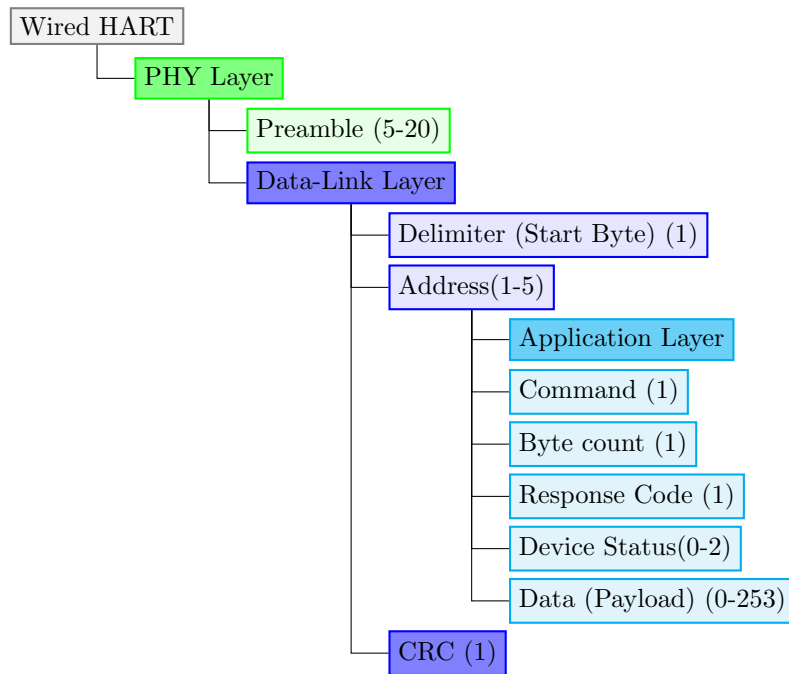 Wired HART
PHY Layer
Preamble (5-20)
Data-Link Layer
Delimiter (Start Byte) (1)
Address(1-5)
Application Layer
Command (1)
Byte count (1)
Response Code (1)
Device Status(0-2)
Data (Payload) (0-253)
CRC (1)